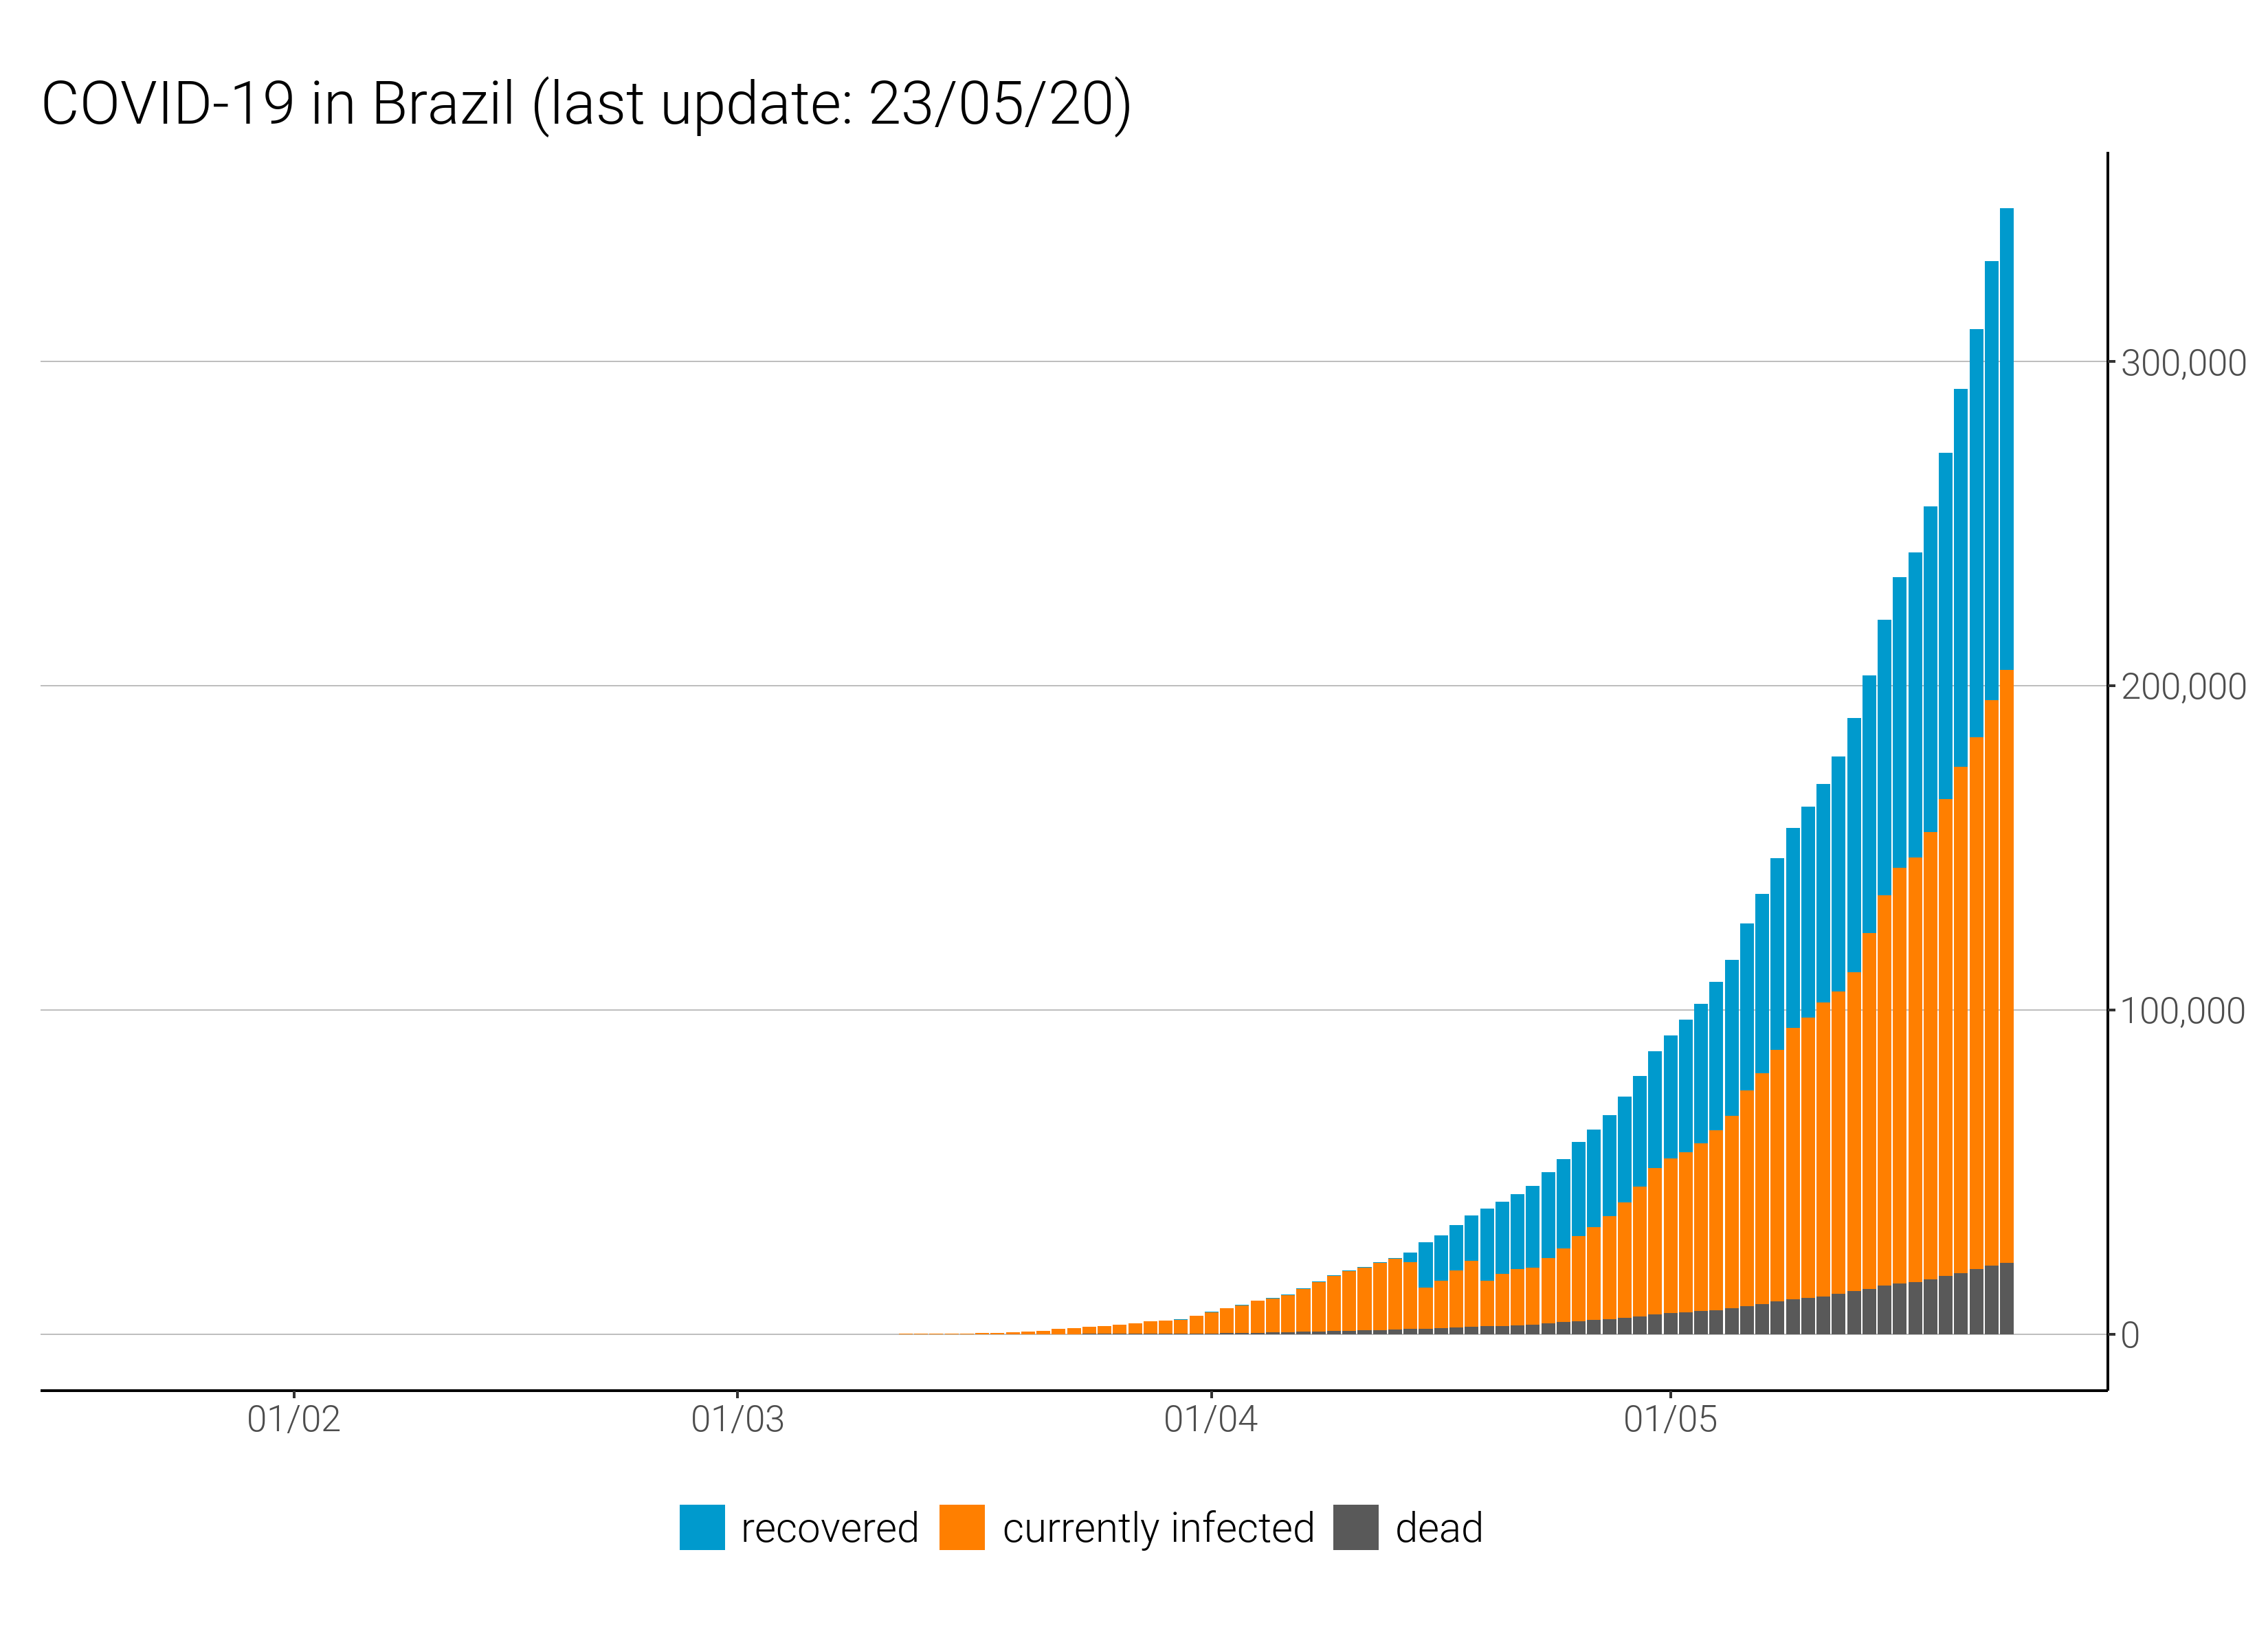 COVID-19 in Brazil (last update: 23/05/20)
300,000
200,000
100,000
0
01/02 01/03 01/04 01/05
recovered currently infected dead